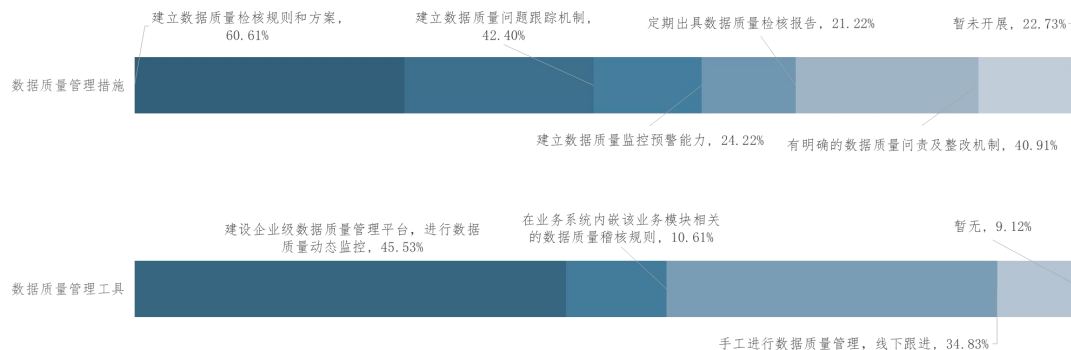 建立数据质量检核规则和方案，
60.61%
建立数据质量问题跟踪机制，
42.40%
定期出具数据质量检核报告，21.22%
暂未开展，22.73%
数据质量管理措施
建立数据质量监控预警能力，24.22%
有明确的数据质量问责及整改机制，40.91%
建设企业级数据质量管理平台，进行数据
质量动态监控，45.53%
在业务系统内嵌该业务模块相关
的数据质量稽核规则，10.61%
暂无，9.12%
数据质量管理工具
手工进行数据质量管理，线下跟进，34.83%